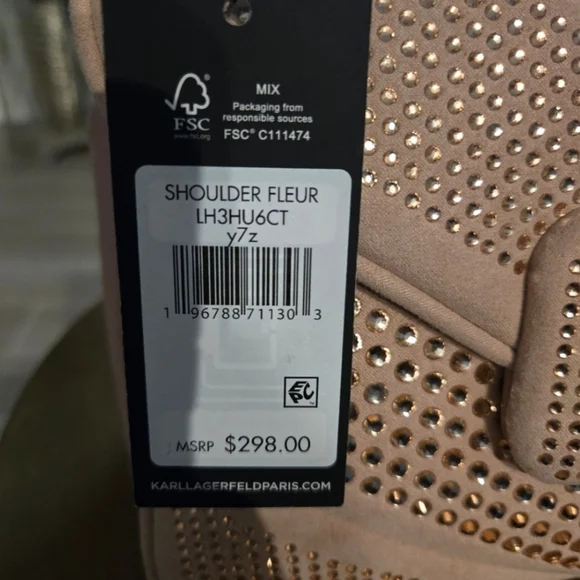 MIX
Packaging from
responsible sources
FSC® C111474
FSC
www.fsc.org
SHOULDER FLEUR
LH3HU6CT
y7z
1 96788 71130 3
EPC
MSRP $298.00
KARLLAGERFELDPARIS.COM